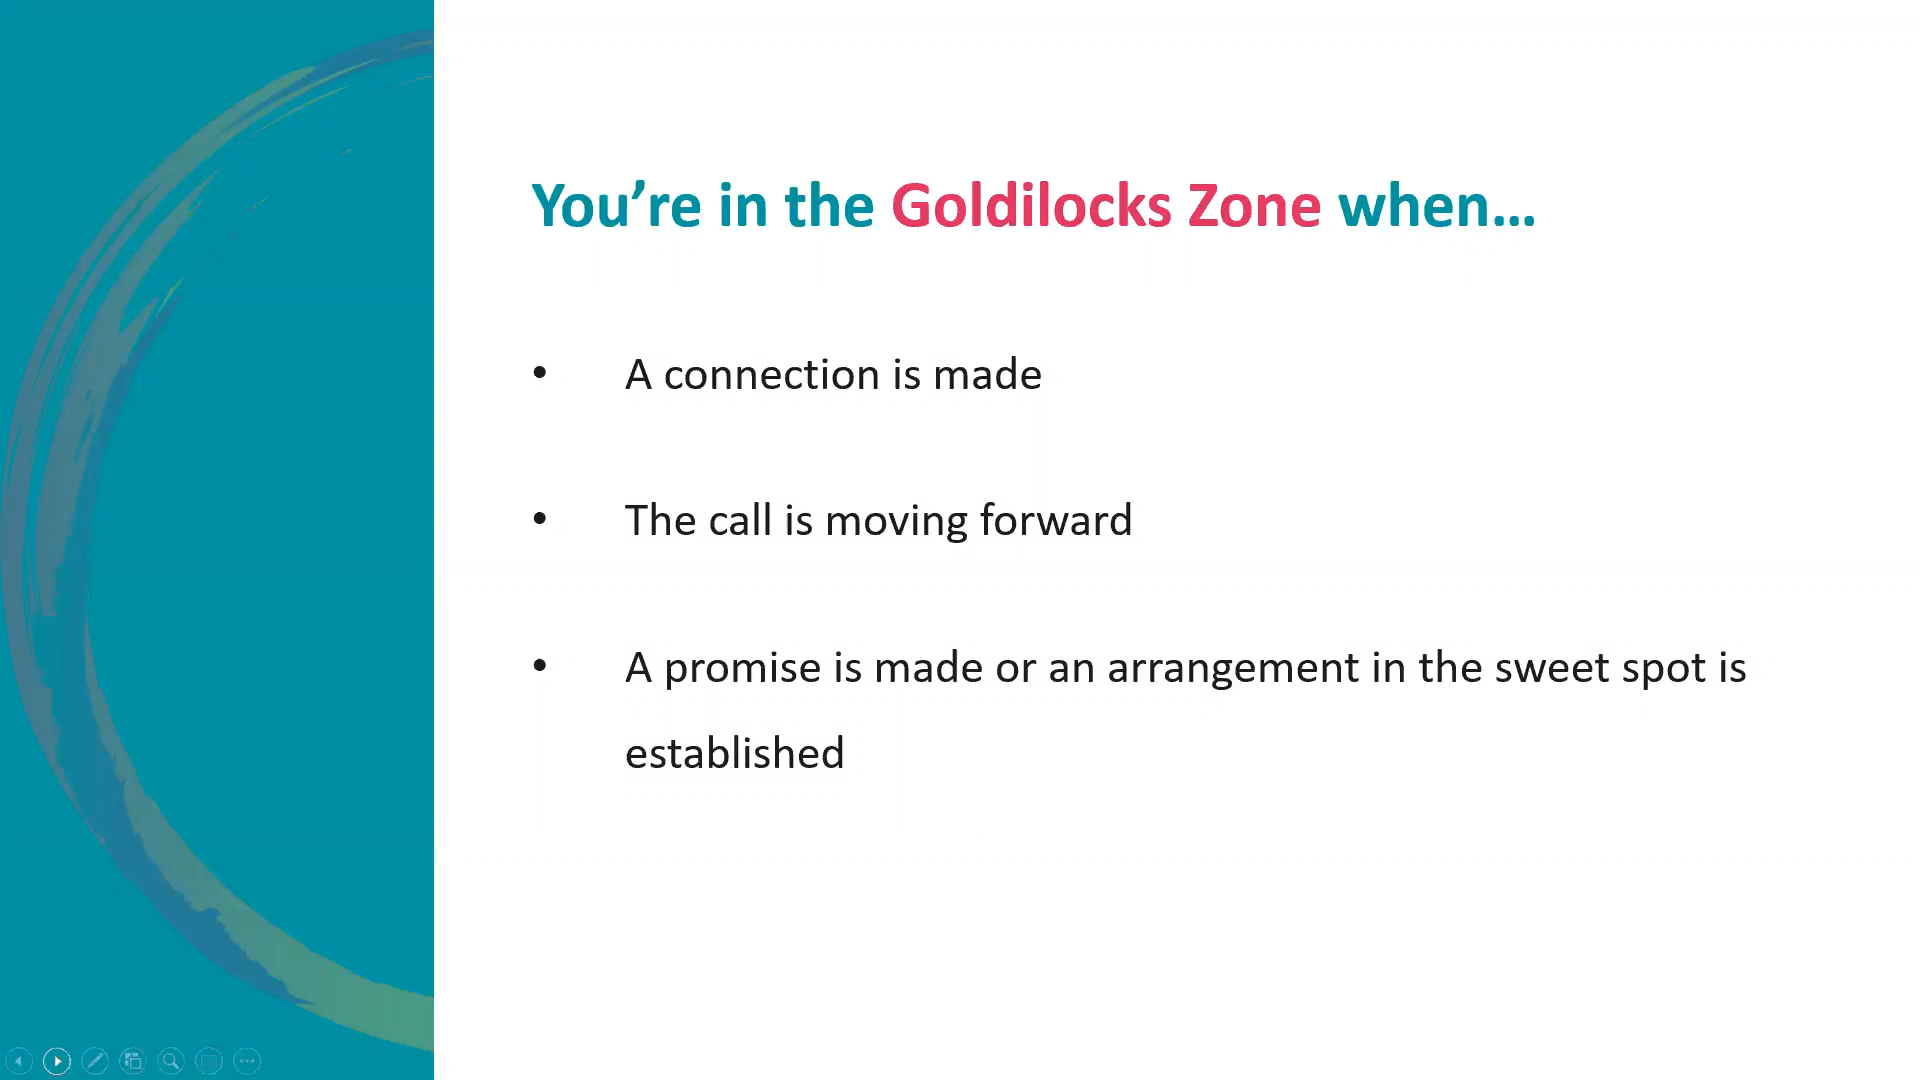 You’re in the Goldilocks Zone when...
• A connection is made
• The call is moving forward
• A promise is made or an arrangement in the sweet spot is
established